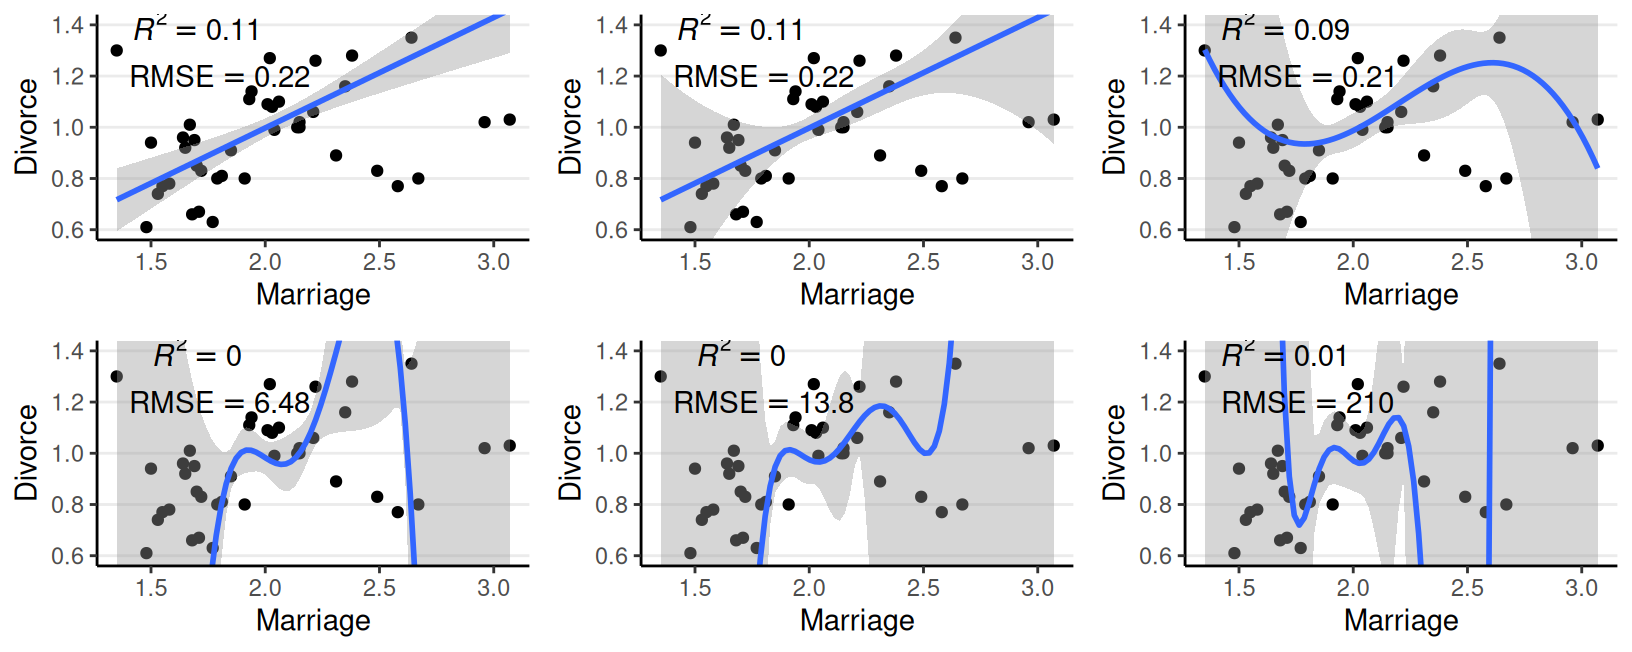 R² = 0.11
RMSE = 0.22
1.4
1.2
1.0
0.8
0.6
Divorce
1.5 2.0 2.5 3.0
Marriage
R² = 0.11
RMSE = 0.22
1.4
1.2
1.0
0.8
0.6
Divorce
1.5 2.0 2.5 3.0
Marriage
R² = 0.09
RMSE = 0.21
1.4
1.2
1.0
0.8
0.6
Divorce
1.5 2.0 2.5 3.0
Marriage
R² = 0
RMSE = 6.48
1.4
1.2
1.0
0.8
0.6
Divorce
1.5 2.0 2.5 3.0
Marriage
R² = 0
RMSE = 13.8
1.4
1.2
1.0
0.8
0.6
Divorce
1.5 2.0 2.5 3.0
Marriage
R² = 0.01
RMSE = 210
1.4
1.2
1.0
0.8
0.6
Divorce
1.5 2.0 2.5 3.0
Marriage